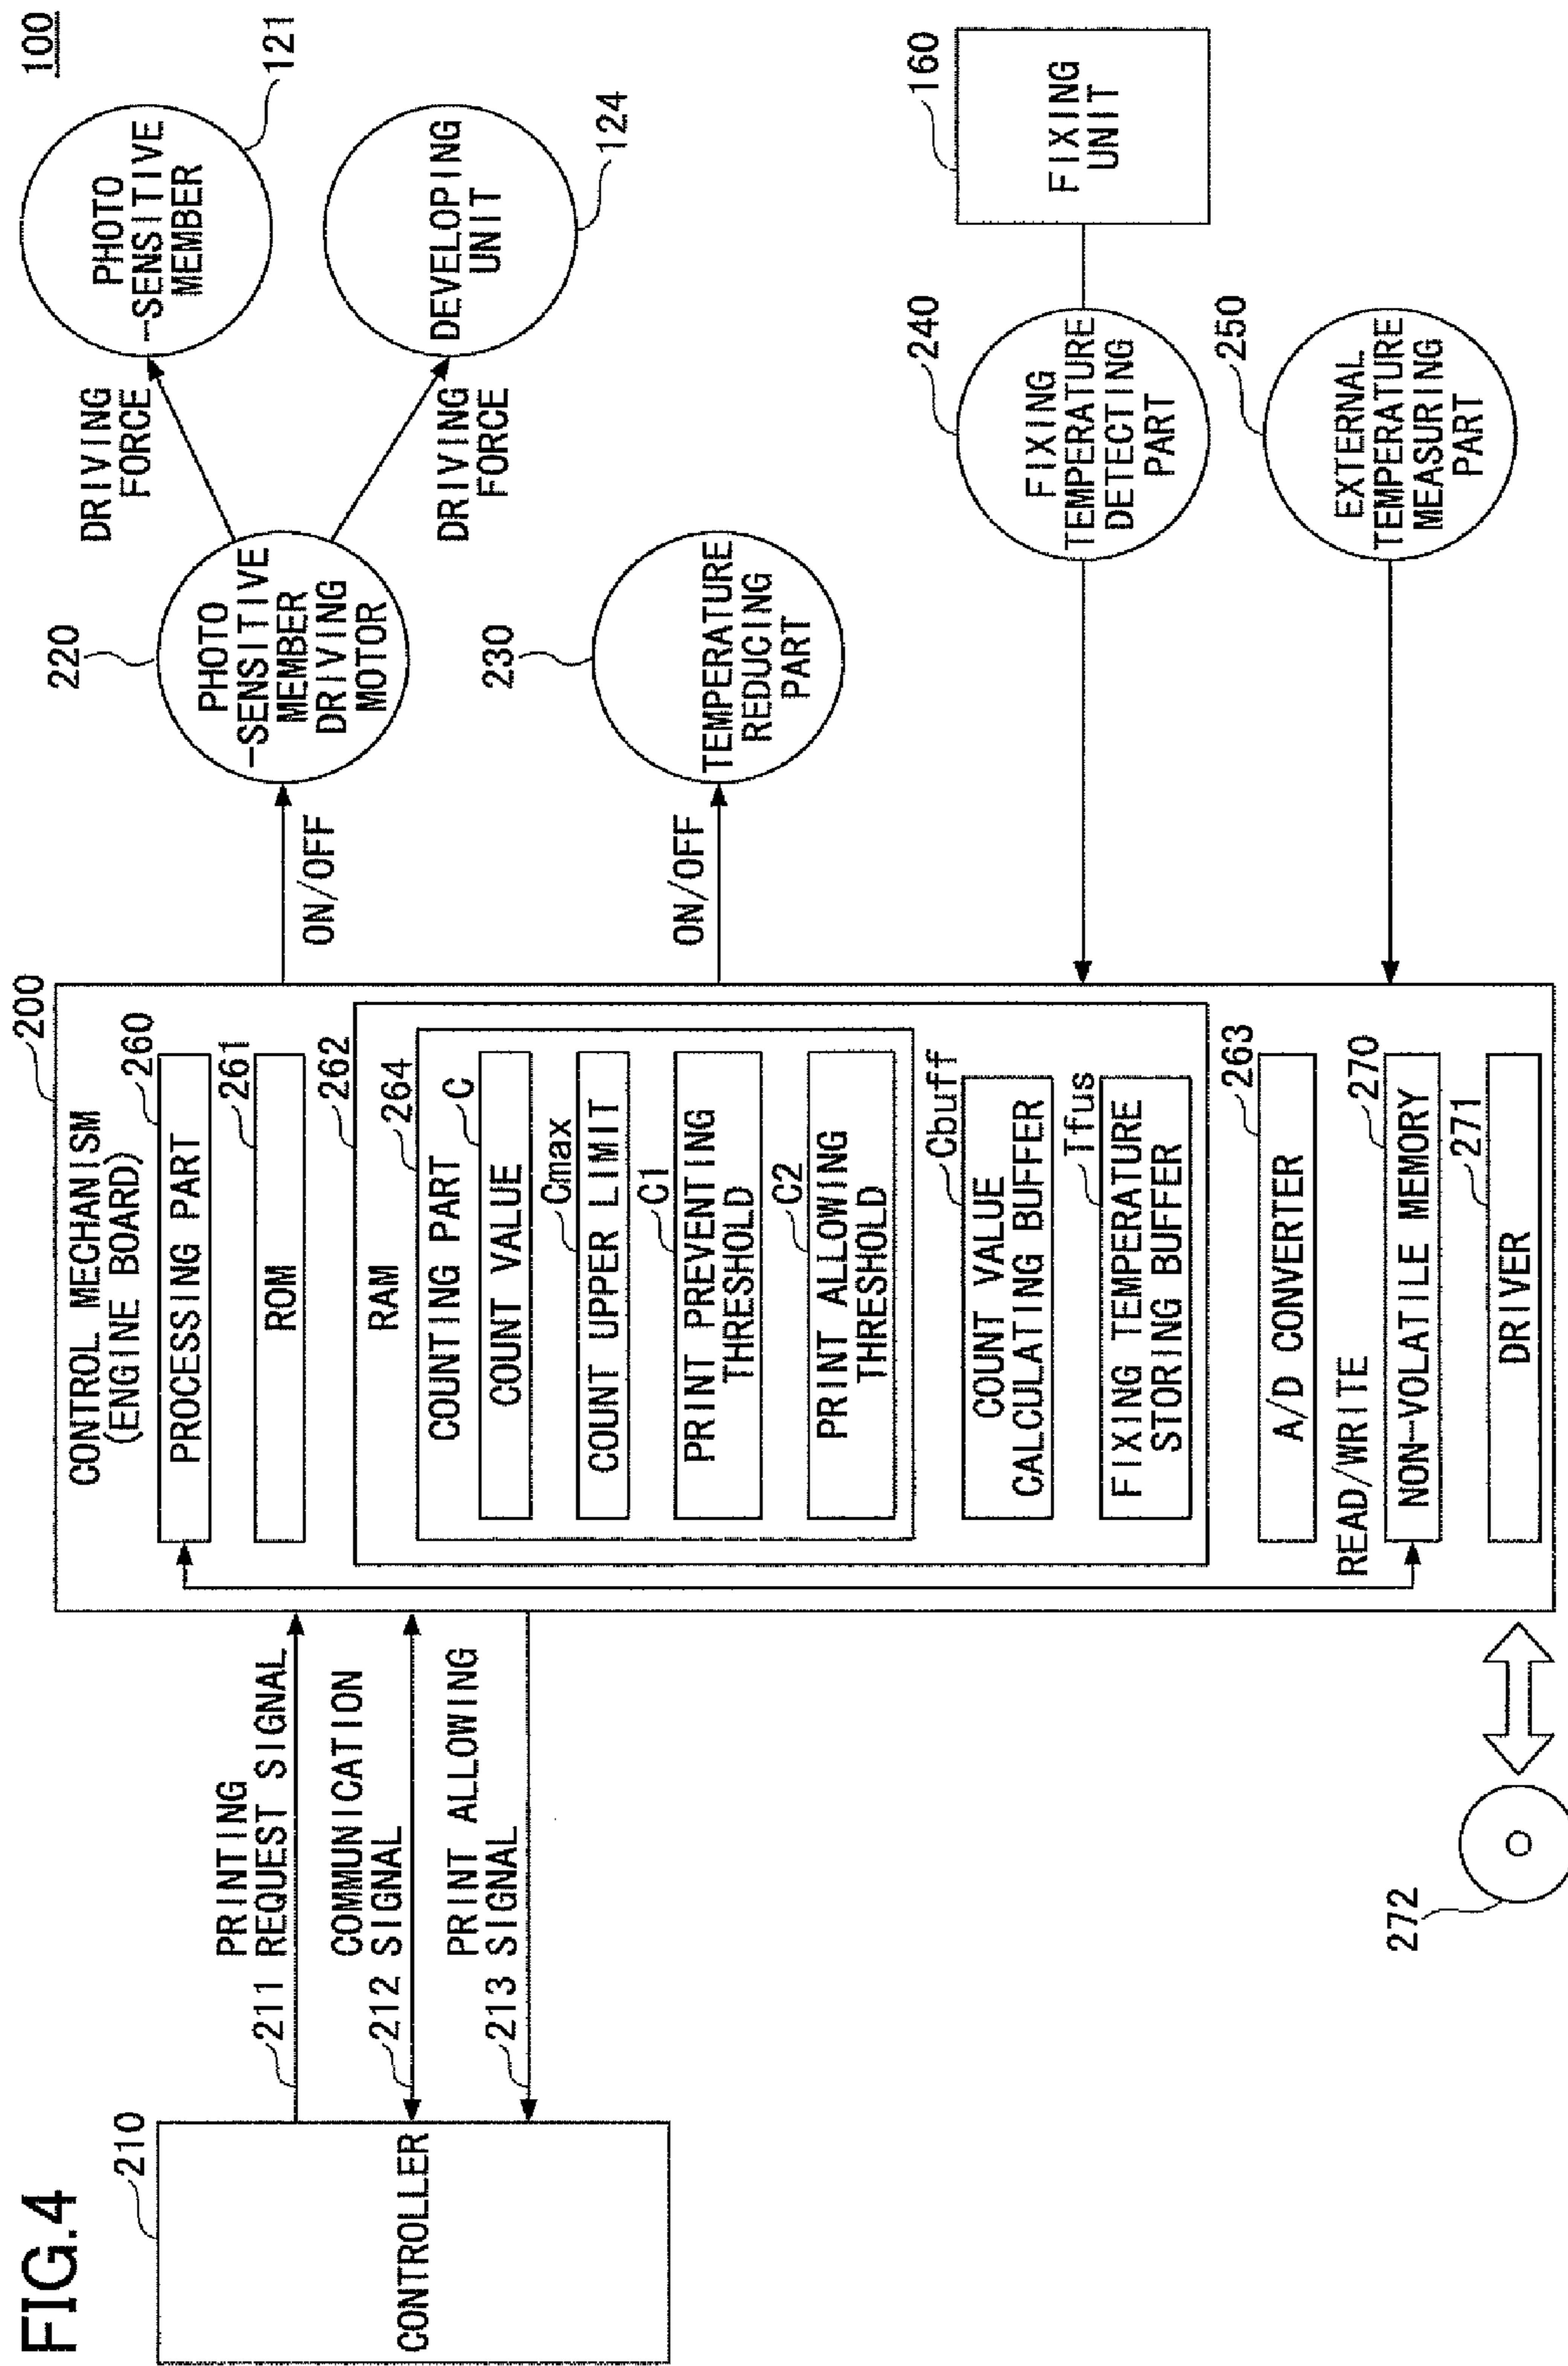 FIG.4
100
210
CONTROLLER
PRINTING
211 REQUEST SIGNAL
COMMUNICATION
212 SIGNAL
PRINT ALLOWING
213 SIGNAL
272
200
CONTROL MECHANISM
(ENGINE BOARD)
260
PROCESSING PART
261
ROM
262
RAM
264
COUNTING PART
C
COUNT VALUE
Cmax
COUNT UPPER LIMIT
C1
PRINT PREVENTING
THRESHOLD
C2
PRINT ALLOWING
THRESHOLD
Cbuff
COUNT VALUE
CALCULATING BUFFER
Tfus
FIXING TEMPERATURE
STORING BUFFER
263
A/D CONVERTER
READ/WRITE
270
NON-VOLATILE MEMORY
271
DRIVER
ON/OFF
220
PHOTO
-SENSITIVE
MEMBER
DRIVING
MOTOR
DRIVING
FORCE
PHOTO
-SENSITIVE
MEMBER
121
DRIVING
FORCE
DEVELOPING
UNIT
124
ON/OFF
230
TEMPERATURE
REDUCING
PART
240
FIXING
TEMPERATURE
DETECTING
PART
160
FIXING
UNIT
250
EXTERNAL
TEMPERATURE
MEASURING
PART